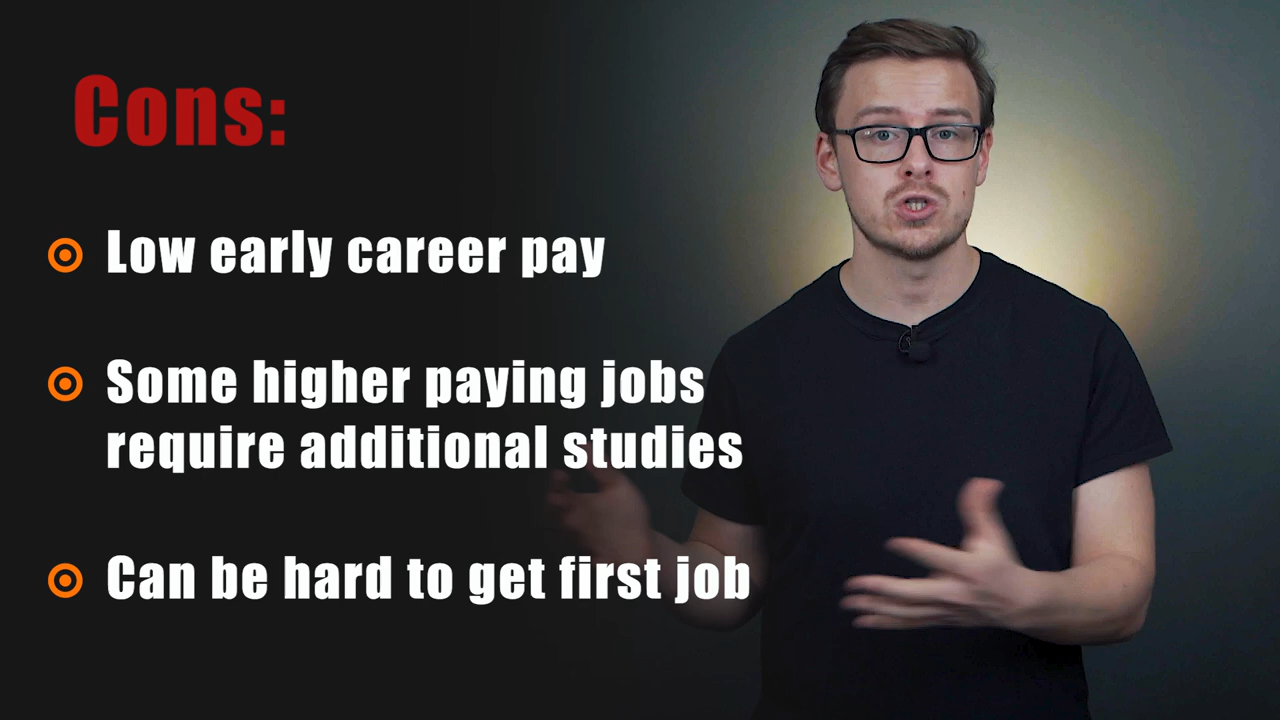 Cons:
Low early career pay
Some higher paying jobs
require additional studies
Can be hard to get first job